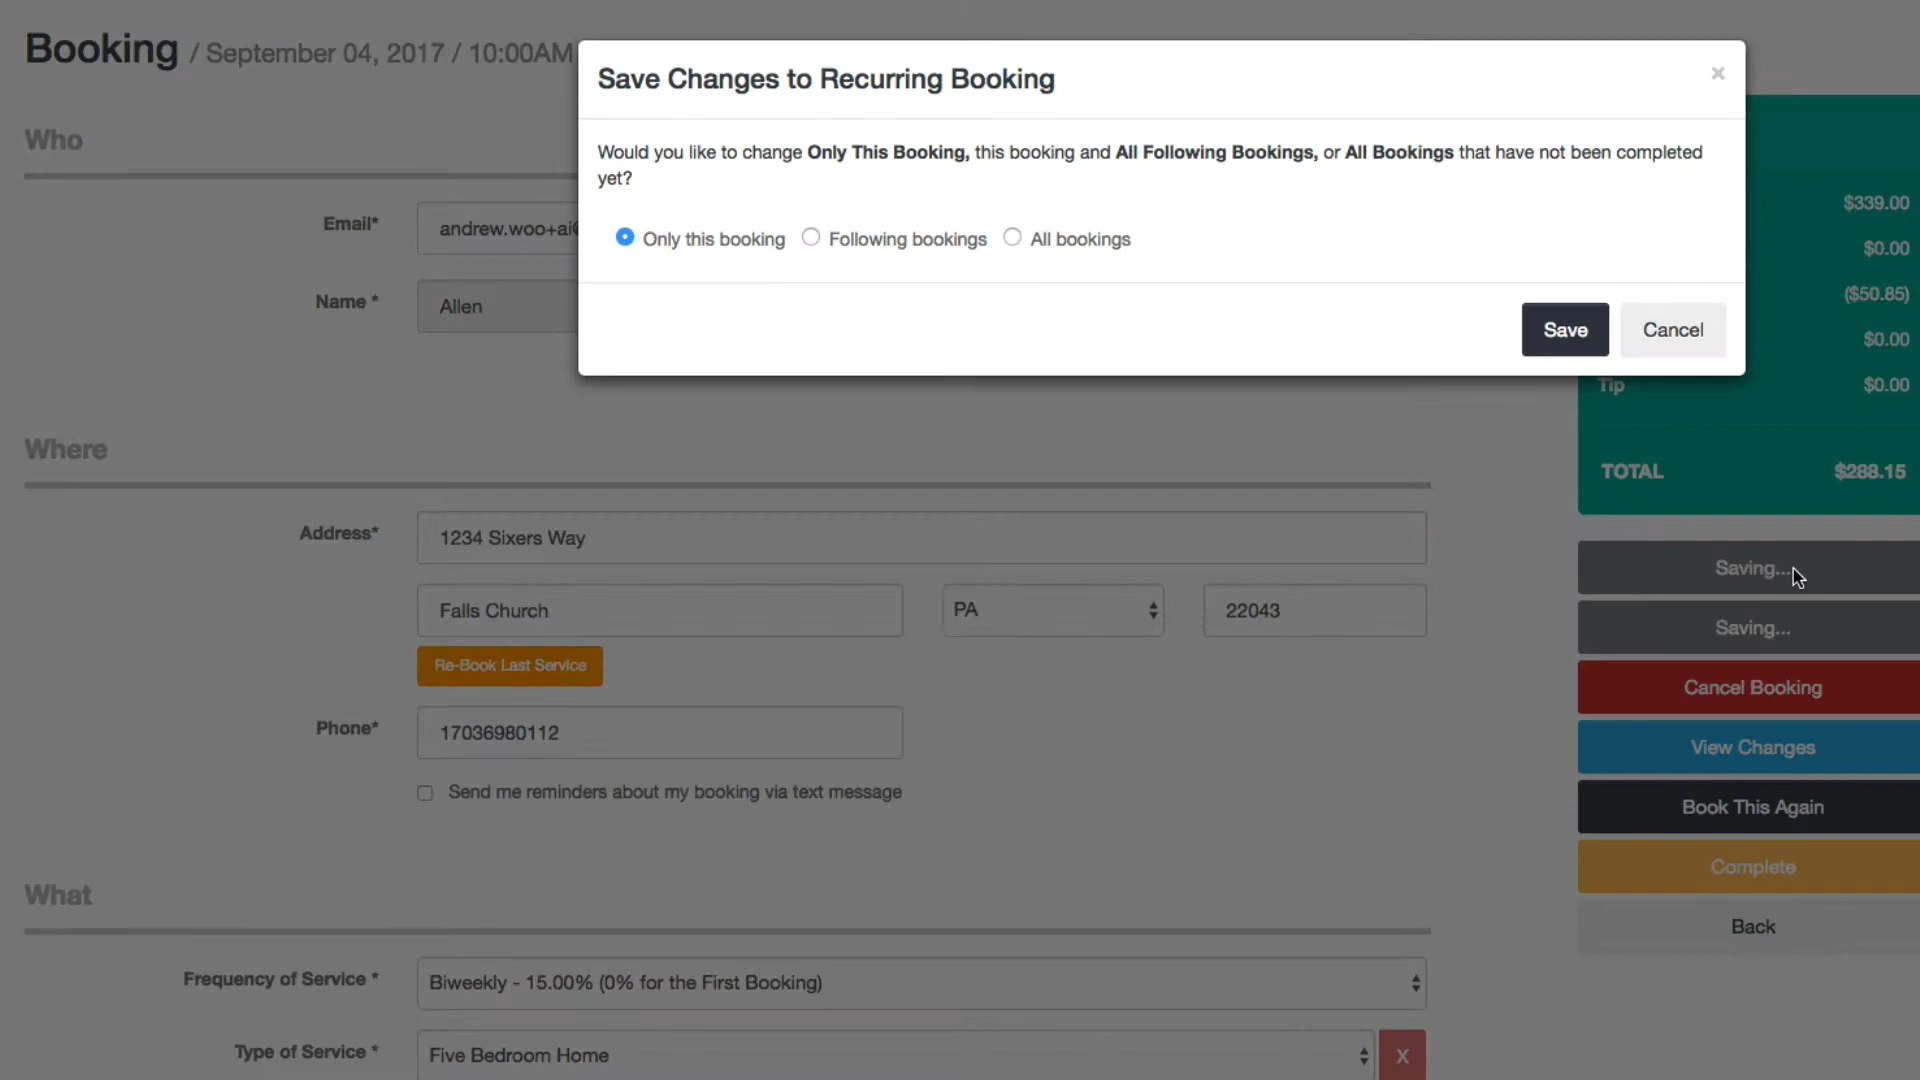 Booking / September 04, 2017 / 10:00AM
Save Changes to Recurring Booking
×
Would you like to change Only This Booking, this booking and All Following Bookings, or All Bookings that have not been completed
yet?
Only this booking Following bookings All bookings
Save Cancel
Who
Email* andrew.woo+ai
Name * Allen
$339.00
$0.00
($50.85)
$0.00
Tip $0.00
TOTAL $288.15
Where
Address* 1234 Sixers Way
Falls Church PA 22043
Re-Book Last Service
Phone* 17036980112
Send me reminders about my booking via text message
Saving...
Saving...
Cancel Booking
View Changes
Book This Again
Complete
Back
What
Frequency of Service * Biweekly - 15.00% (0% for the First Booking)
Type of Service * Five Bedroom Home X